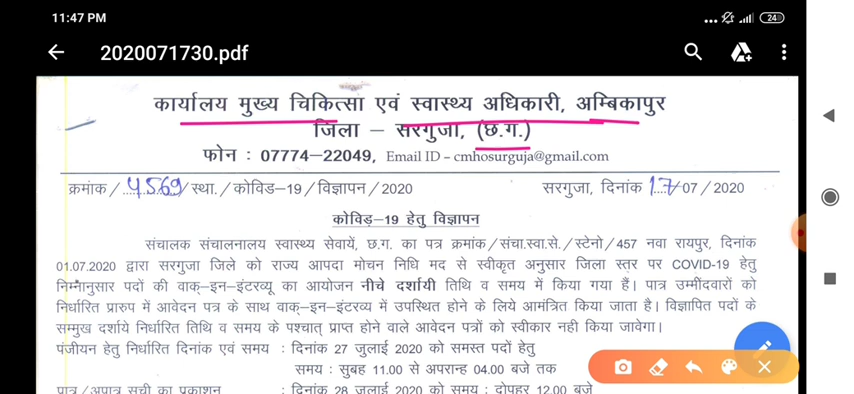 11:47 PM
24
2020071730.pdf
कार्यालय मुख्य चिकित्सा एवं स्वास्थ्य अधिकारी, अम्बिकापुर
जिला – सरगुजा, (छ.ग.)
फोन : 07774–22049, Email ID – cmhosurguja@gmail.com
क्रमांक/4569/स्था./कोविड–19/विज्ञापन/2020 सरगुजा, दिनांक 17/07/2020
कोविड–19 हेतु विज्ञापन
संचालक संचालनालय स्वास्थ्य सेवायें, छ.ग. का पत्र क्रमांक/संचा.स्वा.से./स्टेनो/457 नवा रायपुर, दिनांक
01.07.2020 द्वारा सरगुजा जिले को राज्य आपदा मोचन निधि मद से स्वीकृत अनुसार जिला स्तर पर COVID-19 हेतु
निम्नानुसार पदों की वाक्–इन–इंटरव्यू का आयोजन नीचे दर्शायी तिथि व समय में किया गया हैं। पात्र उम्मीदवारों को
निर्धारित प्रारुप में आवेदन पत्र के साथ वाक्–इन–इंटरव्य में उपस्थित होने के लिये आमंत्रित किया जाता है। विज्ञापित पदों के
सम्मुख दर्शाये निर्धारित तिथि व समय के पश्चात् प्राप्त होने वाले आवेदन पत्रों को स्वीकार नही किया जावेगा।
पंजीयन हेतु निर्धारित दिनांक एवं समय : दिनांक 27 जुलाई 2020 को समस्त पदों हेतु
समय : सुबह 11.00 से अपरान्ह 04.00 बजे तक
पात्र/अपात्र सूची का प्रकाशन : दिनांक 28 जुलाई 2020 को समय : दोपहर 12.00 बजे